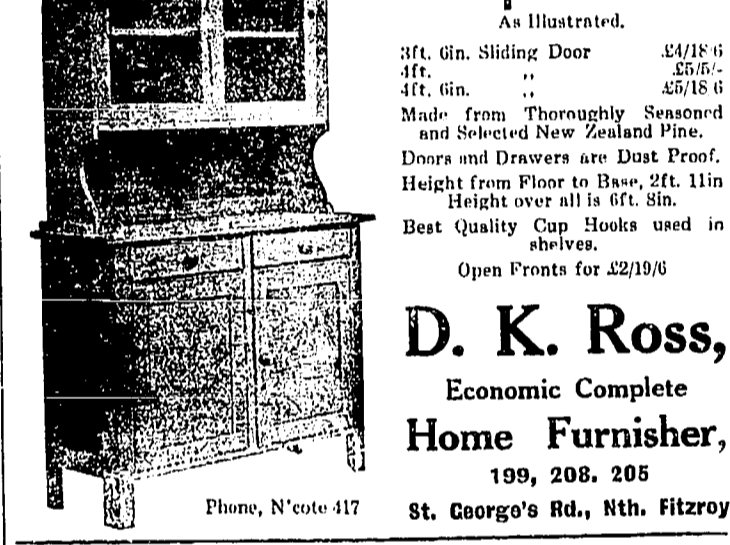 As Illustrated.
3ft. 6in. Sliding Door £4/18/6
4ft. ,, £5/5/-
4ft. 6in. ,, £5/18/6
Made from Thoroughly Seasoned
and Selected New Zealand Pine.
Doors and Drawers are Dust Proof.
Height from Floor to Base, 2ft. 11in
Height over all is 6ft. 8in.
Best Quality Cup Hooks used in
shelves.
Open Fronts for £2/19/6
D. K. Ross,
Economic Complete
Home Furnisher,
199, 208. 205
St. George's Rd., Nth. Fitzroy
Phone, N'cote 417